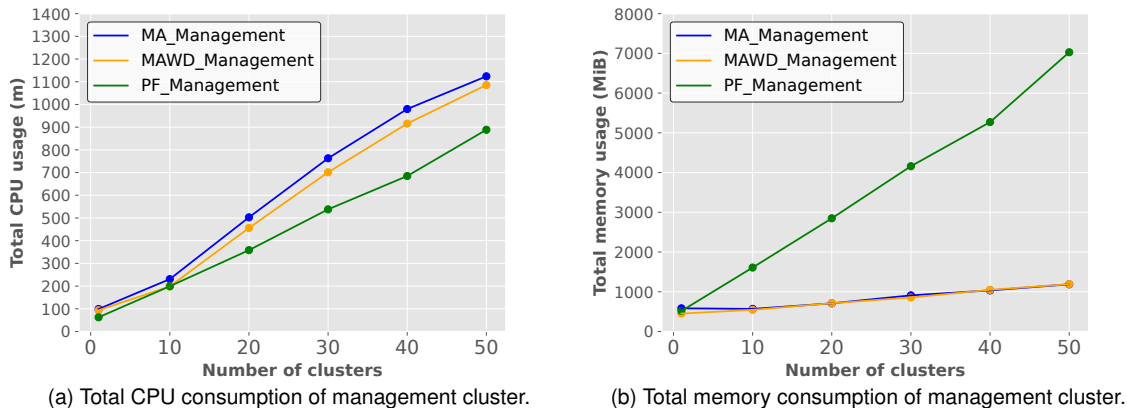 1400
1300
1200
1100
1000
900
800
700
600
500
400
300
200
100
0
Total CPU usage (m)
MA_Management
MAWD_Management
PF_Management
0 10 20 30 40 50
Number of clusters
(a) Total CPU consumption of management cluster.
8000
7000
6000
5000
4000
3000
2000
1000
0
Total memory usage (MiB)
MA_Management
MAWD_Management
PF_Management
0 10 20 30 40 50
Number of clusters
(b) Total memory consumption of management cluster.